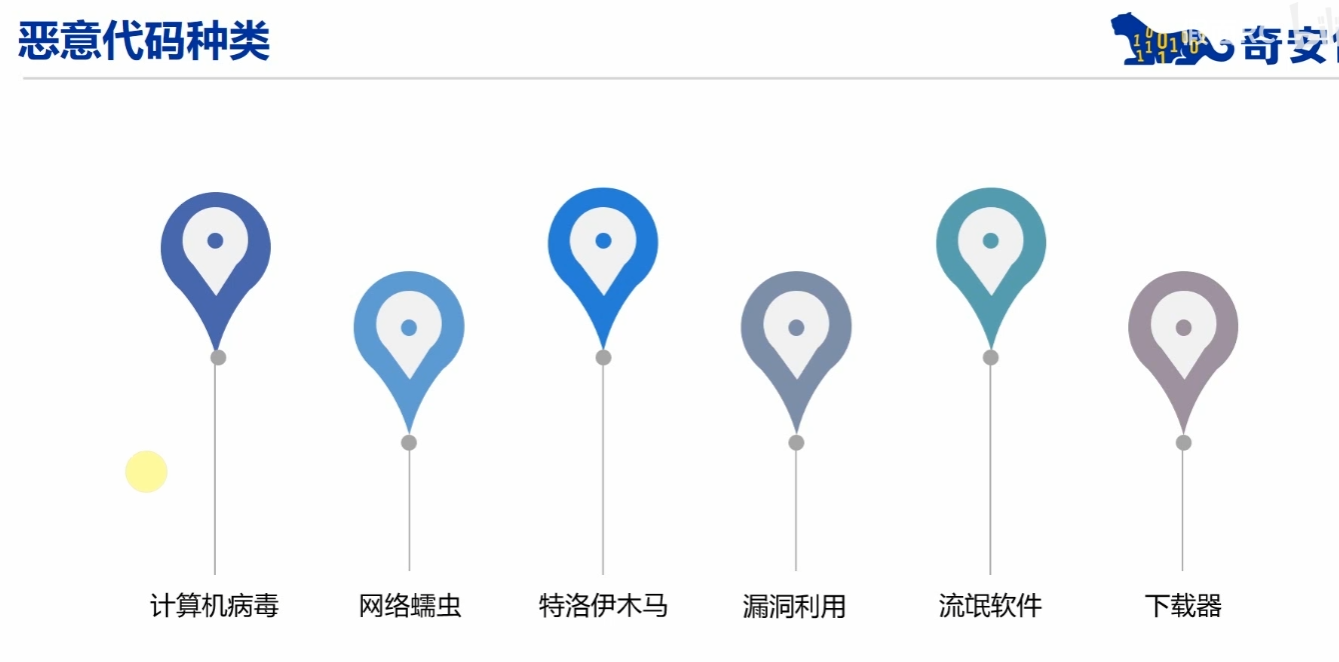 恶意代码种类
奇安
计算机病毒
网络蠕虫
特洛伊木马
漏洞利用
流氓软件
下载器